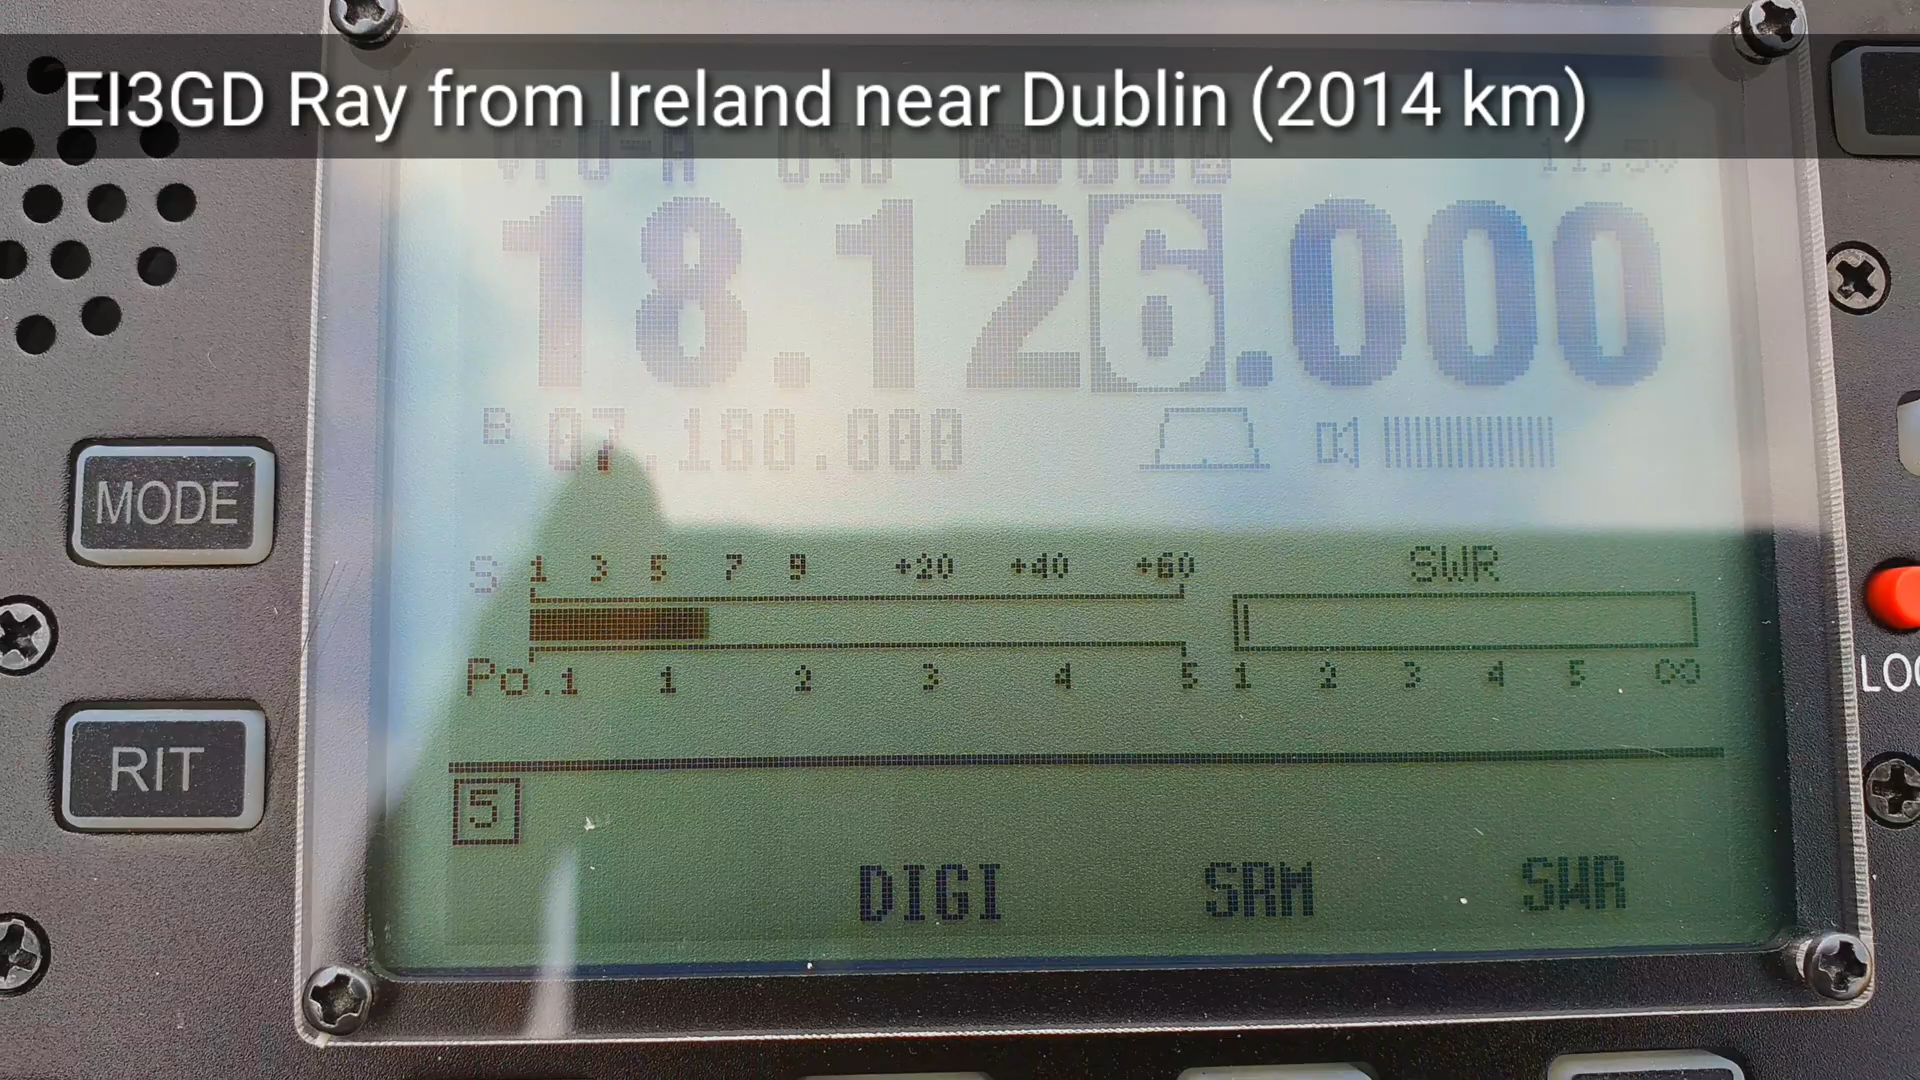 EI3GD Ray from Ireland near Dublin (2014 km)
VFO-A USB
18.126.000
B 07.180.000
S 1 3 5 7 9 +20 +40 +60 SWR
Po.1 1 2 3 4 5 1 2 3 4 5 ∞
5
DIGI SRM SWR
MODE
RIT